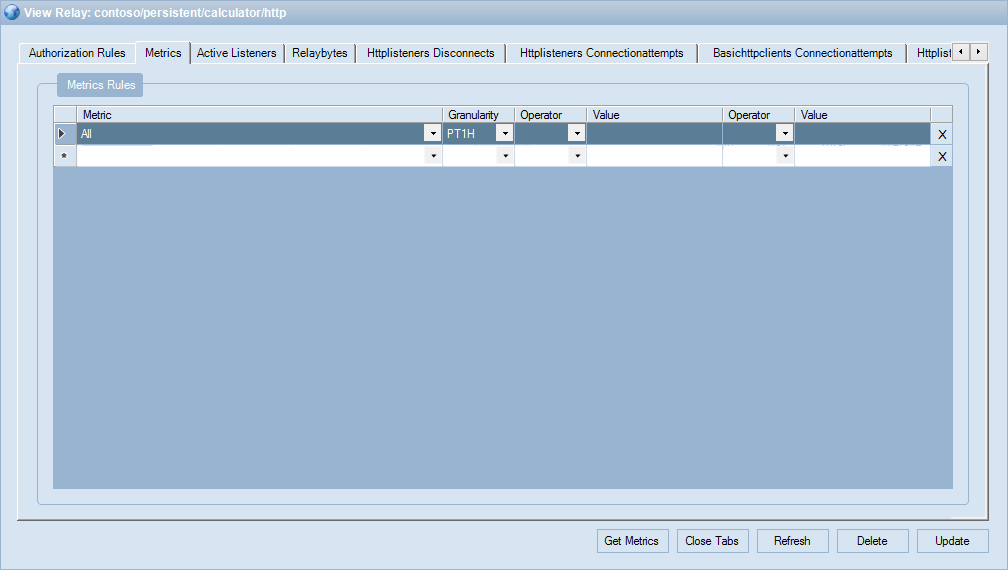 View Relay: contoso/persistent/calculator/http
Authorization Rules Metrics Active Listeners Relaybytes Httplisteners Disconnects Httplisteners Connectionattempts Basichttpclients Connectionattempts Httplist
Metrics Rules
Metric Granularity Operator Value Operator Value
All PT1H X
* X
Get Metrics Close Tabs Refresh Delete Update